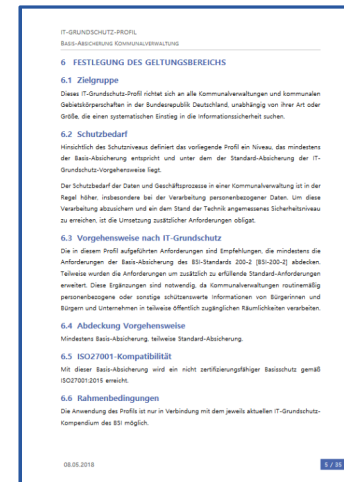 IT-GRUNDSCHUTZ-PROFIL
BASIS-ABSICHERUNG KOMMUNALVERWALTUNG
6 FESTLEGUNG DES GELTUNGSBEREICHS
6.1 Zielgruppe
Dieses IT-Grundschutz-Profil richtet sich an alle Kommunalverwaltungen und kommunalen
Gebietskörperschaften in der Bundesrepublik Deutschland, unabhängig von ihrer Art oder
Größe, die einen systematischen Einstieg in die Informationssicherheit suchen.
6.2 Schutzbedarf
Hinsichtlich des Schutzniveaus definiert das vorliegende Profil ein Niveau, das mindestens
der Basis-Absicherung entspricht und unter dem der Standard-Absicherung der IT-
Grundschutz-Vorgehensweise liegt.
Der Schutzbedarf der Daten und Geschäftsprozesse in einer Kommunalverwaltung ist in der
Regel höher, insbesondere bei der Verarbeitung personenbezogener Daten. Um diese
Verarbeitung abzusichern und ein dem Stand der Technik angemessenes Sicherheitsniveau
zu erreichen, ist die Umsetzung zusätzlicher Anforderungen obligat.
6.3 Vorgehensweise nach IT-Grundschutz
Die in diesem Profil aufgeführten Anforderungen sind Empfehlungen, die mindestens die
Anforderungen der Basis-Absicherung des BSI-Standards 200-2 [BSI-200-2] abdecken.
Teilweise wurden die Anforderungen um zusätzlich zu erfüllende Standard-Anforderungen
erweitert. Diese Ergänzungen sind notwendig, da Kommunalverwaltungen routinemäßig
personenbezogene oder sonstige schützenswerte Informationen von Bürgerinnen und
Bürgern und Unternehmen in teilweise öffentlich zugänglichen Räumlichkeiten verarbeiten.
6.4 Abdeckung Vorgehensweise
Mindestens Basis-Absicherung, teilweise Standard-Absicherung.
6.5 ISO27001-Kompatibilität
Mit dieser Basis-Absicherung wird ein nicht zertifizierungsfähiger Basisschutz gemäß
ISO27001:2015 erreicht.
6.6 Rahmenbedingungen
Die Anwendung des Profils ist nur in Verbindung mit dem jeweils aktuellen IT-Grundschutz-
Kompendium des BSI möglich.
08.05.2018
5 / 35